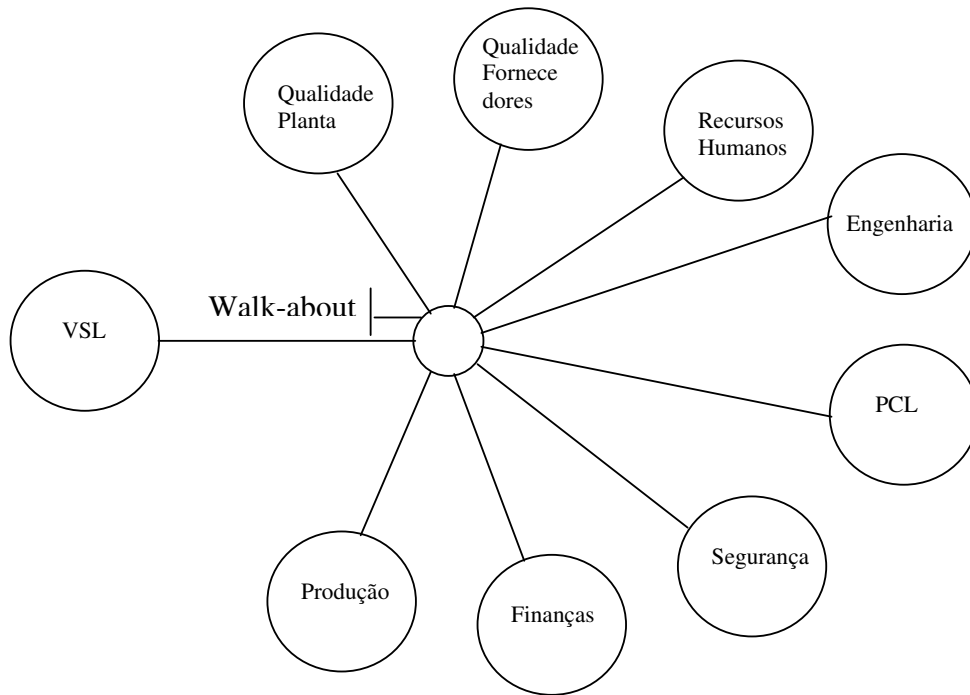 Qualidade
Planta
Qualidade
Fornece
dores
Recursos
Humanos
Engenharia
Walk-about
VSL
PCL
Segurança
Produção
Finanças